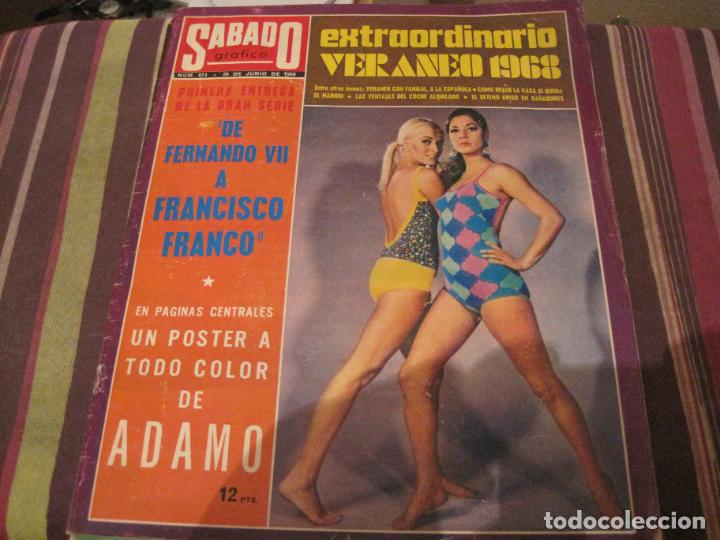 SABADO
grafico
NUM. 613 • 29 DE JUNIO DE 1968
PRIMERA ENTREGA
DE LA GRAN SERIE
"DE
FERNANDO VII
A
FRANCISCO
FRANCO"
EN PAGINAS CENTRALES
UN POSTER A
TODO COLOR
DE
ADAMO
12 PTS.
extraordinario
VERANEO 1968
Entre otros temas: VERANEO CON FAMILIA, A LA ESPAÑOLA • COMO DEJAR LA CASA SI QUEDA
EL MARIDO • LAS VENTAJAS DEL COCHE ALQUILADO • EL ULTIMO GRITO EN BAÑADORES
todocoleccion
todocoleccion.net